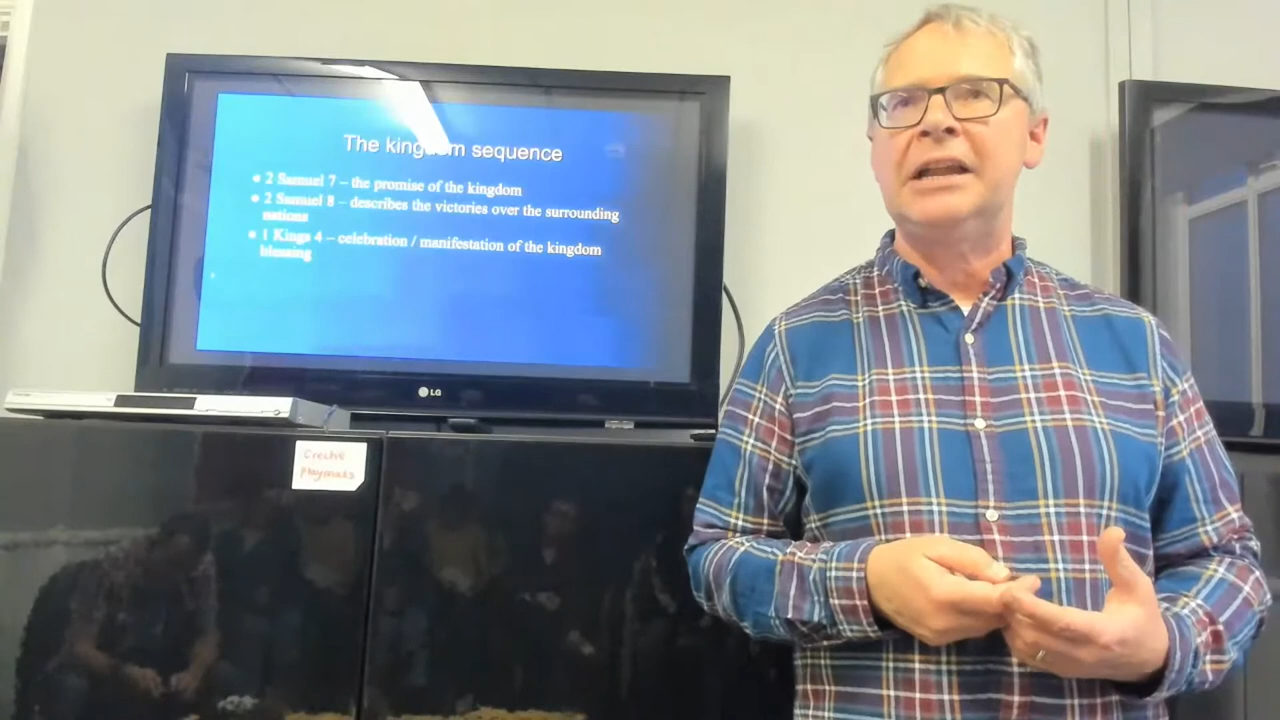 The kingdom sequence
2 Samuel 7 – the promise of the kingdom
2 Samuel 8 – describes the victories over the surrounding
nations
1 Kings 4 – celebration / manifestation of the kingdom
blessing
LG
Creche
Playmats